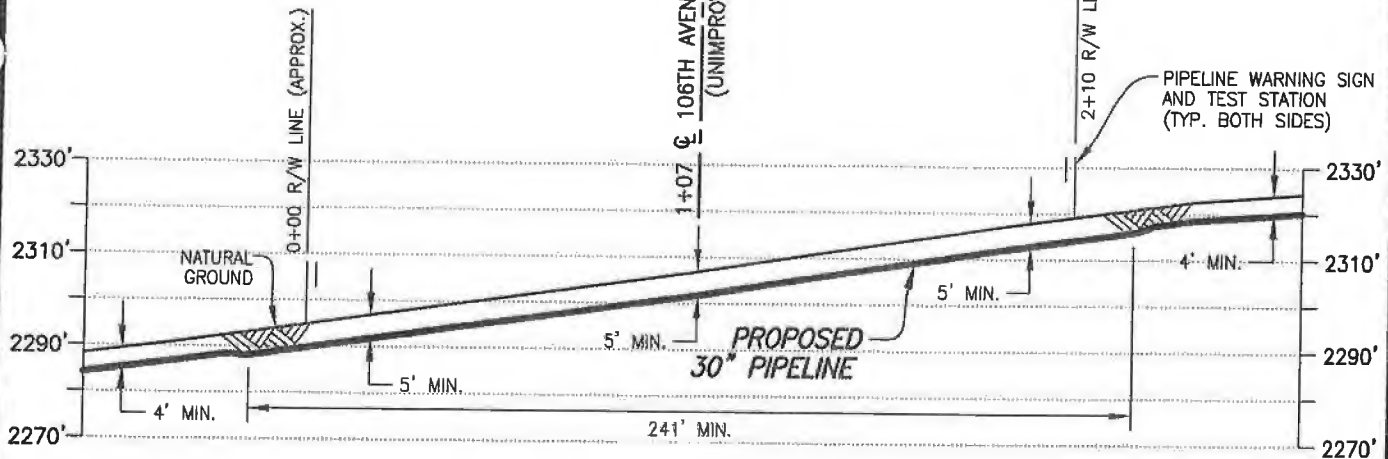 0+00 R/W LINE (APPROX.)
1+07 ℄ 106TH AVEN
(UNIMPROV
2+10 R/W LI
PIPELINE WARNING SIGN
AND TEST STATION
(TYP. BOTH SIDES)
2330'
2330'
2310'
2310'
NATURAL
GROUND
4' MIN.
5' MIN.
2290'
2290'
5' MIN.
PROPOSED
30" PIPELINE
5' MIN.
4' MIN.
241' MIN.
2270'
2270'